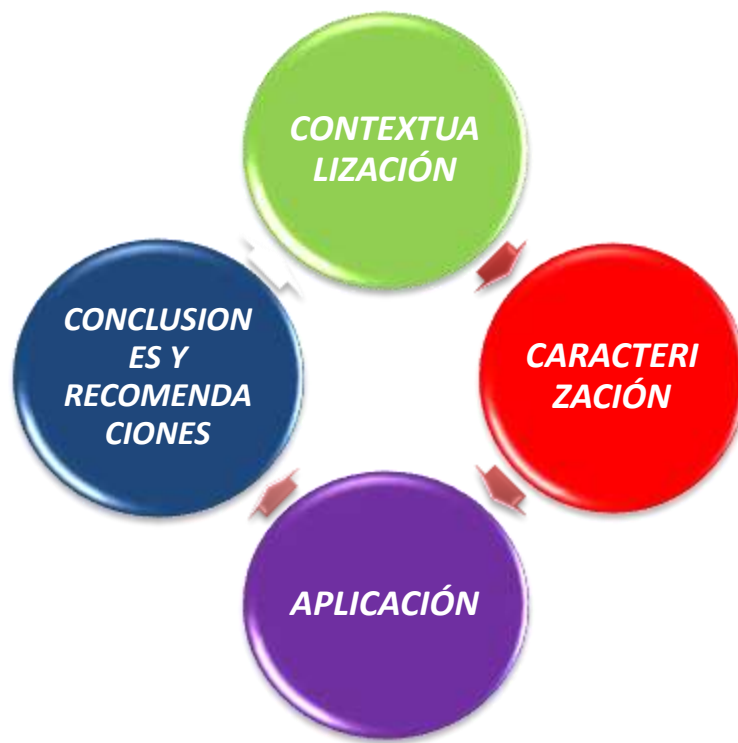 CONTEXTUA
LIZACIÓN
CARACTERI
ZACIÓN
APLICACIÓN
CONCLUSION
ES Y
RECOMENDA
CIONES